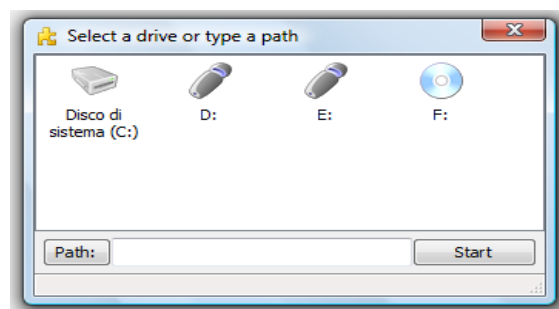 Select a drive or type a path
Disco di
sistema (C:)
D:
E:
F:
Path:
Start